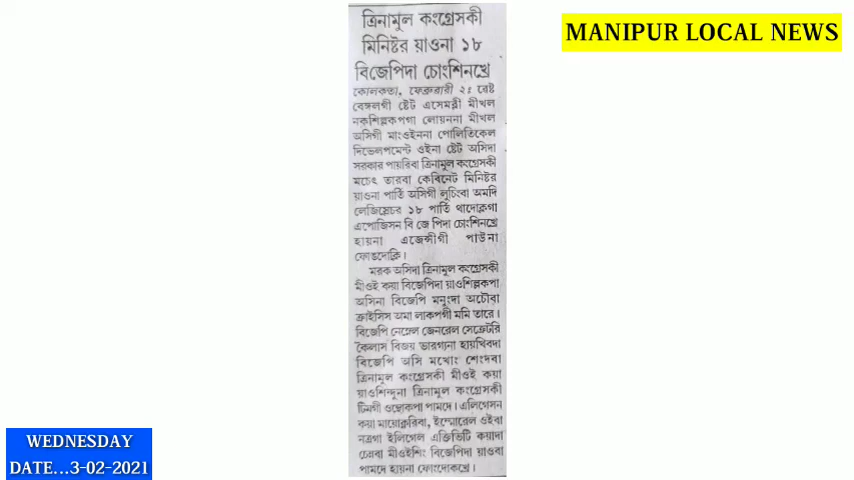 ত্রিনামুল কংগ্রেসকী
মিনিষ্টর য়াওনা ১৮
বিজেপিদা চোংশিনখ্রে
কোলকতা, ফেব্রুৱারী ২ঃ ৱেষ্ট
বেঙ্গলগী ষ্টেট এসেমব্লী মীখল
নকশিল্লকপগা লোয়ননা মীখল
অসিগী মাংওইননা পোলিতিকেল
দিভেলপমেন্ট ওইনা ষ্টেট অসিদা
সরকার পায়রিবা ত্রিনামুল কংগ্রেসকী
মচেৎ তারবা কেবিনেট মিনিষ্টর
য়াওনা পার্তি অসিগী লুচিংবা অমদি
লেজিস্লেচর ১৮ পার্তি থাদোক্লগা
এপোজিসন বি জে পিদা চোংশিনখ্রে
হায়না এজেন্সীগী পাউনা
ফোঙদোক্লি।
মরক অসিদা ত্রিনামুল কংগ্রেসকী
মীওই কয়া বিজেপিদা য়াওশিল্লকপা
অসিনা বিজেপি মনুংদা অচৌবা
ক্রাইসিস অমা লাকপগী মমি তারে।
বিজেপি নেস্নেল জেনরেল সেক্রেটরি
কৈলাস বিজয় ভারগ্যনা হায়খিবদা
বিজেপি অসি মখোং শেংদবা
ত্রিনামুল কংগ্রেসকী মীওই কয়া
য়াওশিন্দুনা ত্রিনামুল কংগ্রেসকী
টিমগী ওন্থোকপা পামদে। এলিগেসন
কয়া মায়োক্নরিবা, ইম্মোরেল ওইবা
নত্রগা ইলিগেল এক্তিভিটি কয়াদা
চেনবা মীওইশিং বিজেপিদা য়াওবা
পামদে হায়না ফোংদোকখ্রে।
MANIPUR LOCAL NEWS
WEDNESDAY
DATE...3-02-2021